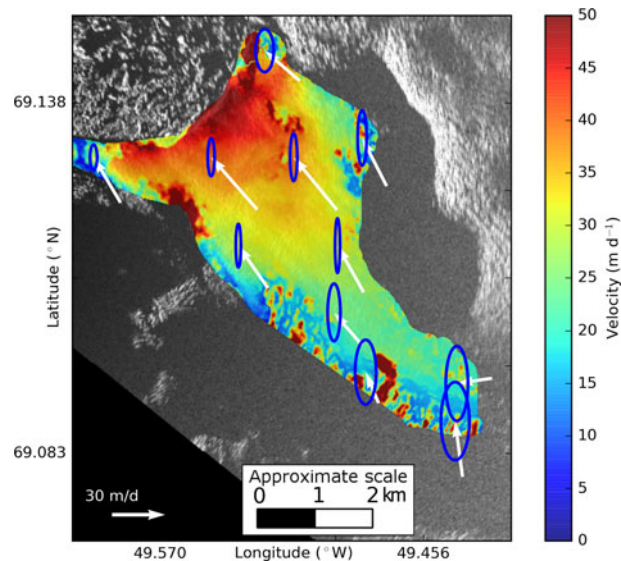 69.138
Latitude (°N)
69.083
30 m/d
Approximate scale
0 1 2 km
49.570 Longitude (°W) 49.456
50
45
40
35
30
25
20
15
10
5
0
Velocity (m d⁻¹)